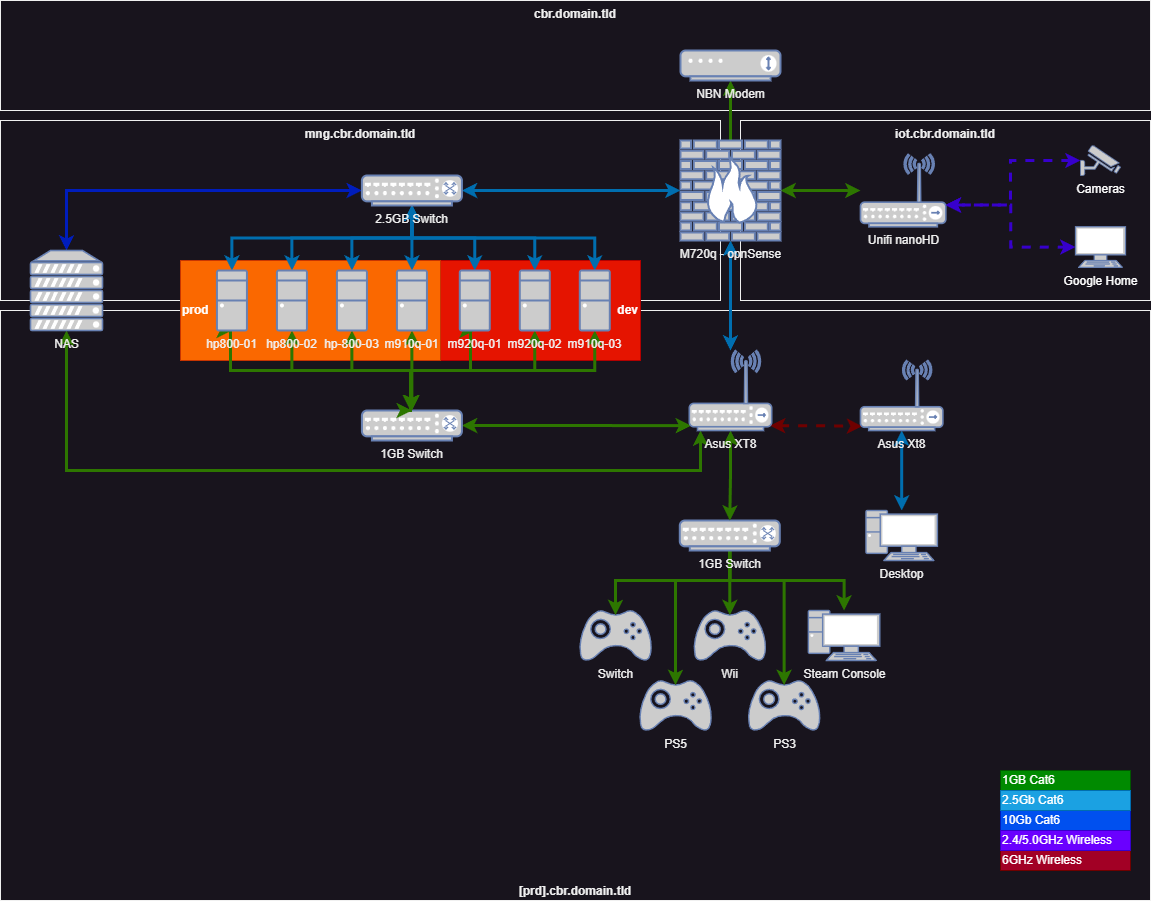 cbr.domain.tld
NBN Modem
mng.cbr.domain.tld
iot.cbr.domain.tld
Cameras
2.5GB Switch
Unifi nanoHD
M720q - opnSense
Google Home
prod
dev
NAS
hp800-01
hp800-02
hp-800-03
m910q-01
m920q-01
m920q-02
m910q-03
1GB Switch
Asus XT8
Asus Xt8
1GB Switch
Desktop
Switch
Wii
Steam Console
PS5
PS3
1GB Cat6
2.5Gb Cat6
10Gb Cat6
2.4/5.0GHz Wireless
6GHz Wireless
[prd].cbr.domain.tld